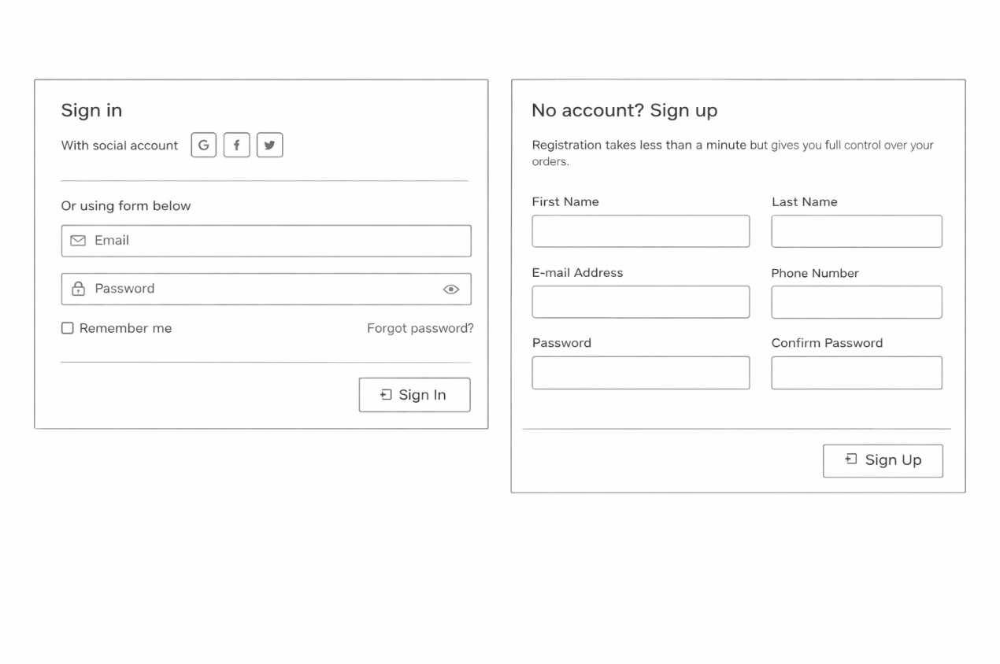 Sign in
With social account
Or using form below
Email
Password
Remember me
Forgot password?
Sign In
No account? Sign up
Registration takes less than a minute but gives you full control over your
orders.
First Name
Last Name
E-mail Address
Phone Number
Password
Confirm Password
Sign Up